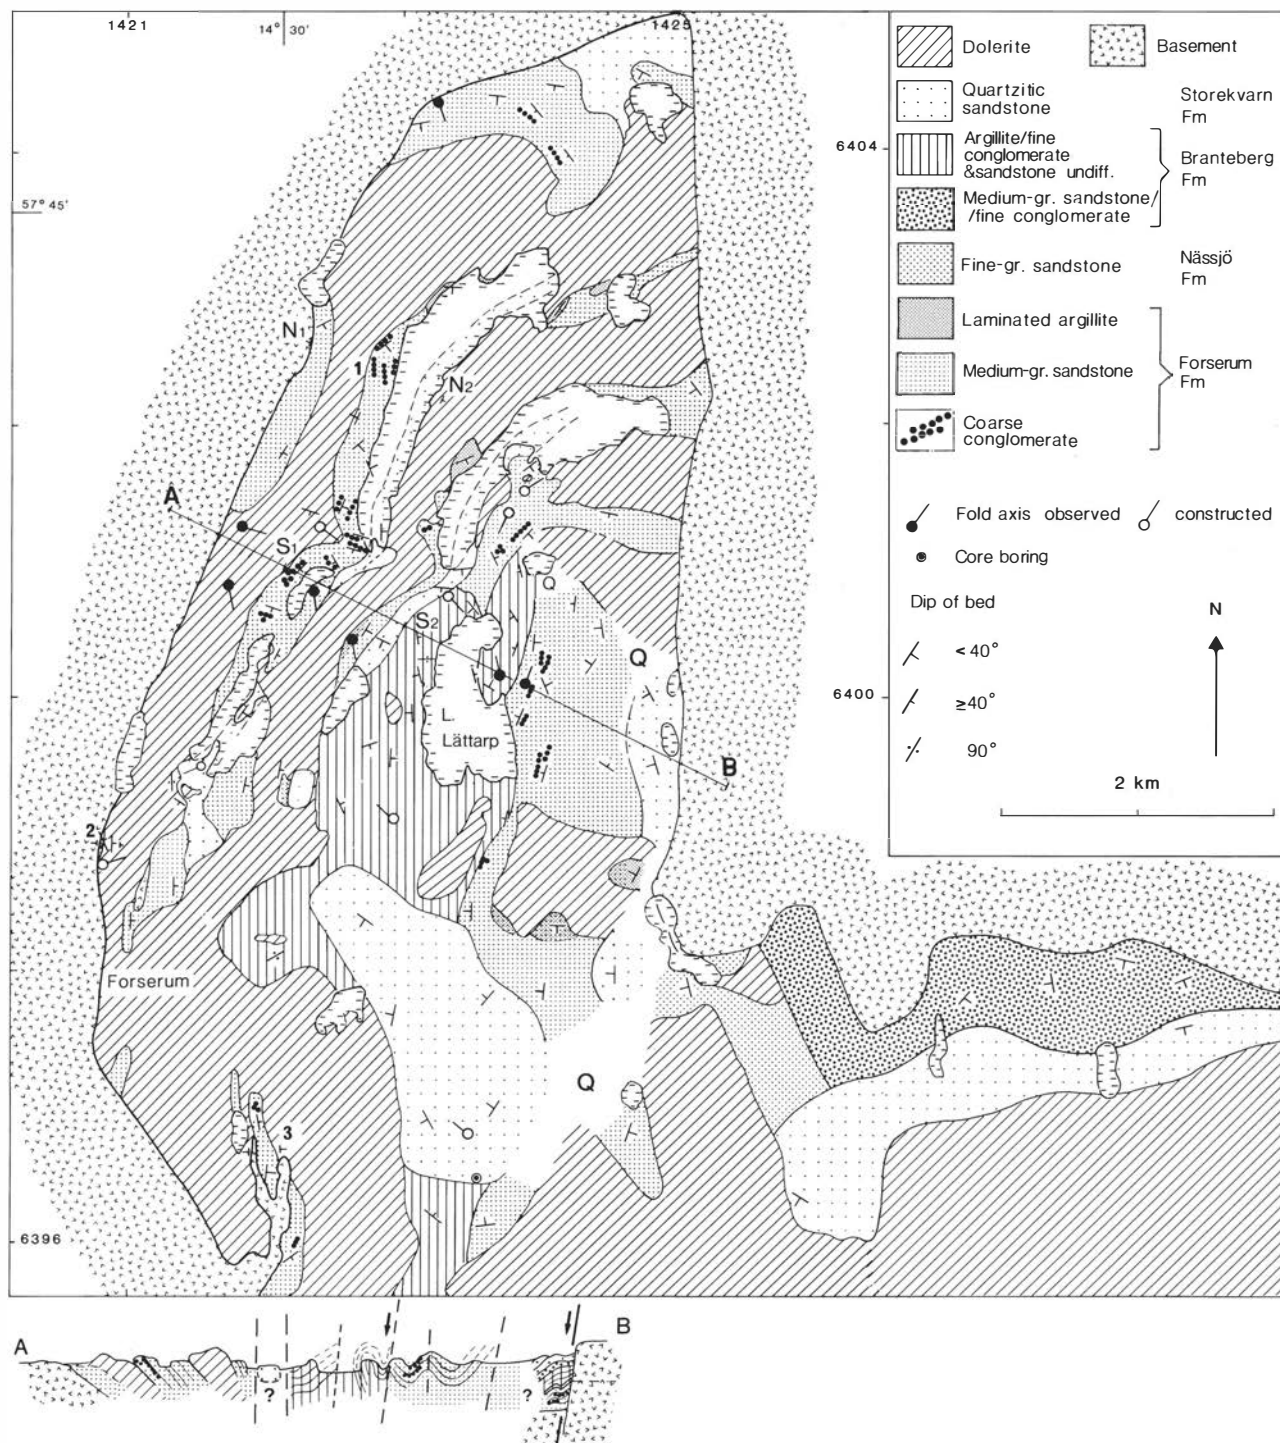 1421
1425
14° 30'
57° 45'
N1
1
N2
A
S1
S2
Q
Q
L.
Lättarp
B
2
Forserum
Q
3
6396
6404
6400
Dolerite
Basement
Quartzitic
sandstone
Storekvarn
Fm
Argillite/fine
conglomerate
&sandstone undiff.
Branteberg
Fm
Medium-gr. sandstone/
/fine conglomerate
Fine-gr. sandstone
Nässjö
Fm
Laminated argillite
Medium-gr. sandstone
Forserum
Fm
Coarse
conglomerate
Fold axis observed
constructed
Core boring
Dip of bed
< 40°
≥40°
90°
N
2 km
A
B
?
?